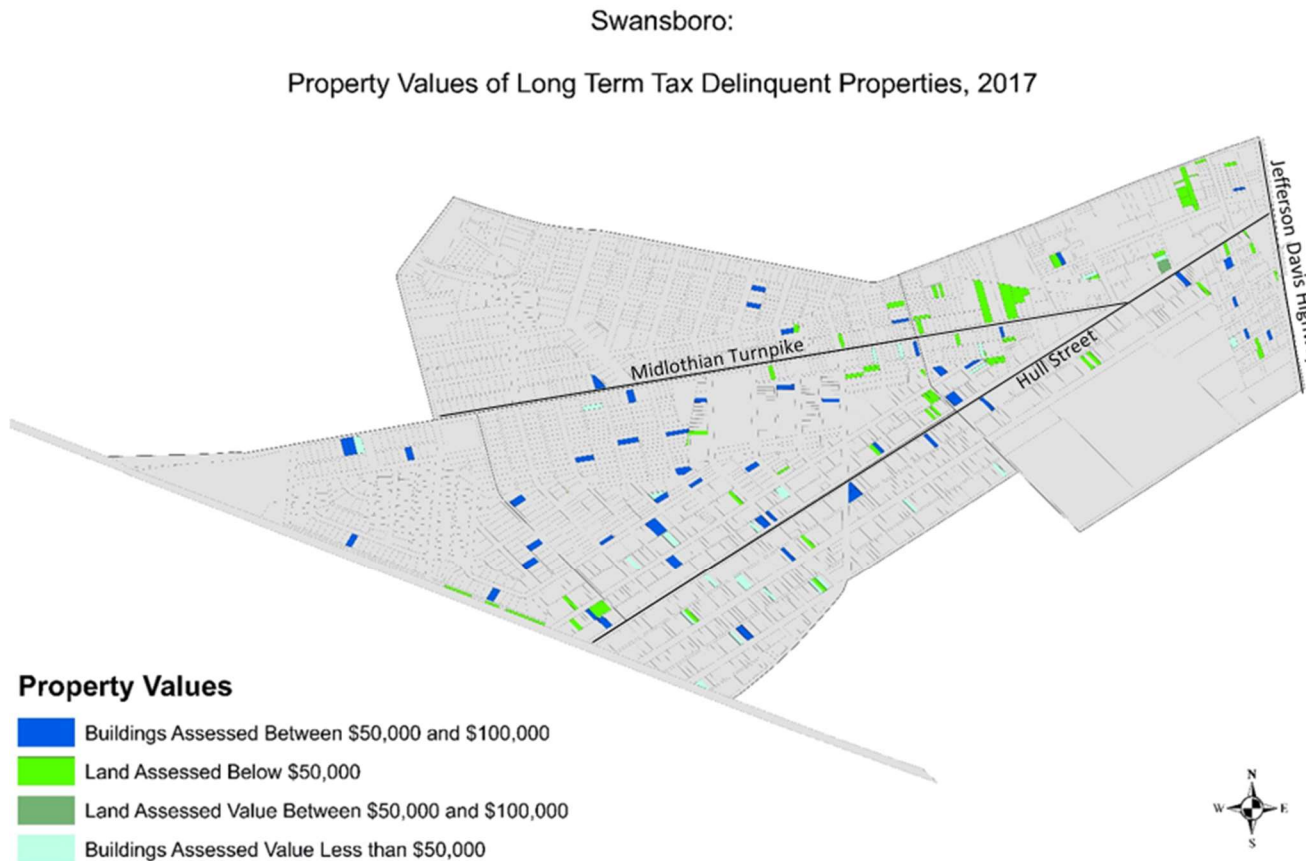 Swansboro:
Property Values of Long Term Tax Delinquent Properties, 2017
Jefferson Davis
Midlothian Turnpike
Hull Street
Property Values
Buildings Assessed Between $50,000 and $100,000
Land Assessed Below $50,000
Land Assessed Value Between $50,000 and $100,000
Buildings Assessed Value Less than $50,000
N
W
E
S